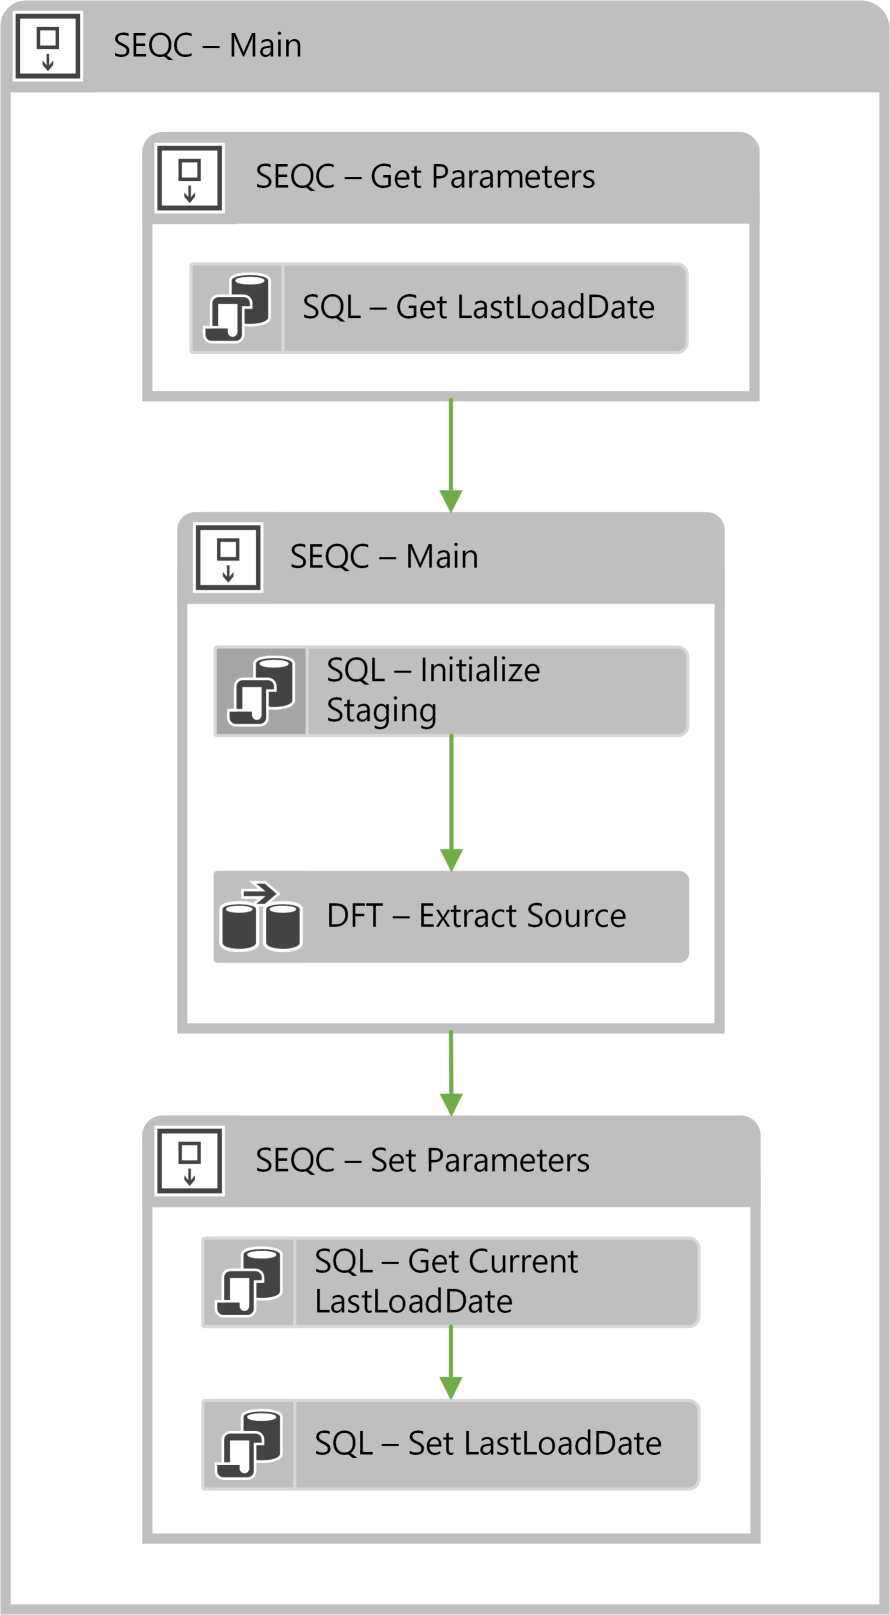 SEQC – Main
SEQC – Get Parameters
SQL – Get LastLoadDate
SEQC – Main
SQL – Initialize
Staging
DFT – Extract Source
SEQC – Set Parameters
SQL – Get Current
LastLoadDate
SQL – Set LastLoadDate